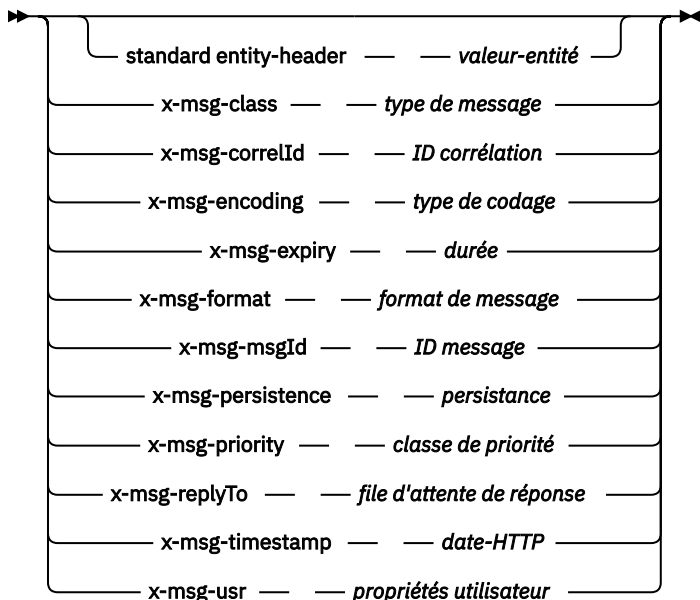 standard entity-header valeur-entité
x-msg-class type de message
x-msg-correlId ID corrélation
x-msg-encoding type de codage
x-msg-expiry durée
x-msg-format format de message
x-msg-msgId ID message
x-msg-persistence persistance
x-msg-priority classe de priorité
x-msg-replyTo file d'attente de réponse
x-msg-timestamp date-HTTP
x-msg-usr propriétés utilisateur